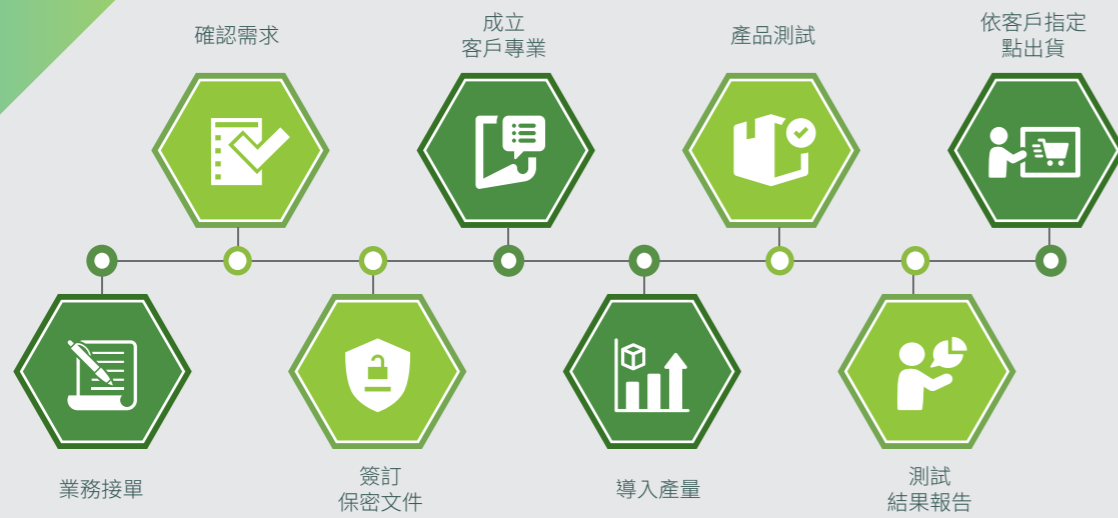 確認需求
成立
客戶專業
產品測試
依客戶指定
點出貨
業務接單
簽訂
保密文件
導入產量
測試
結果報告